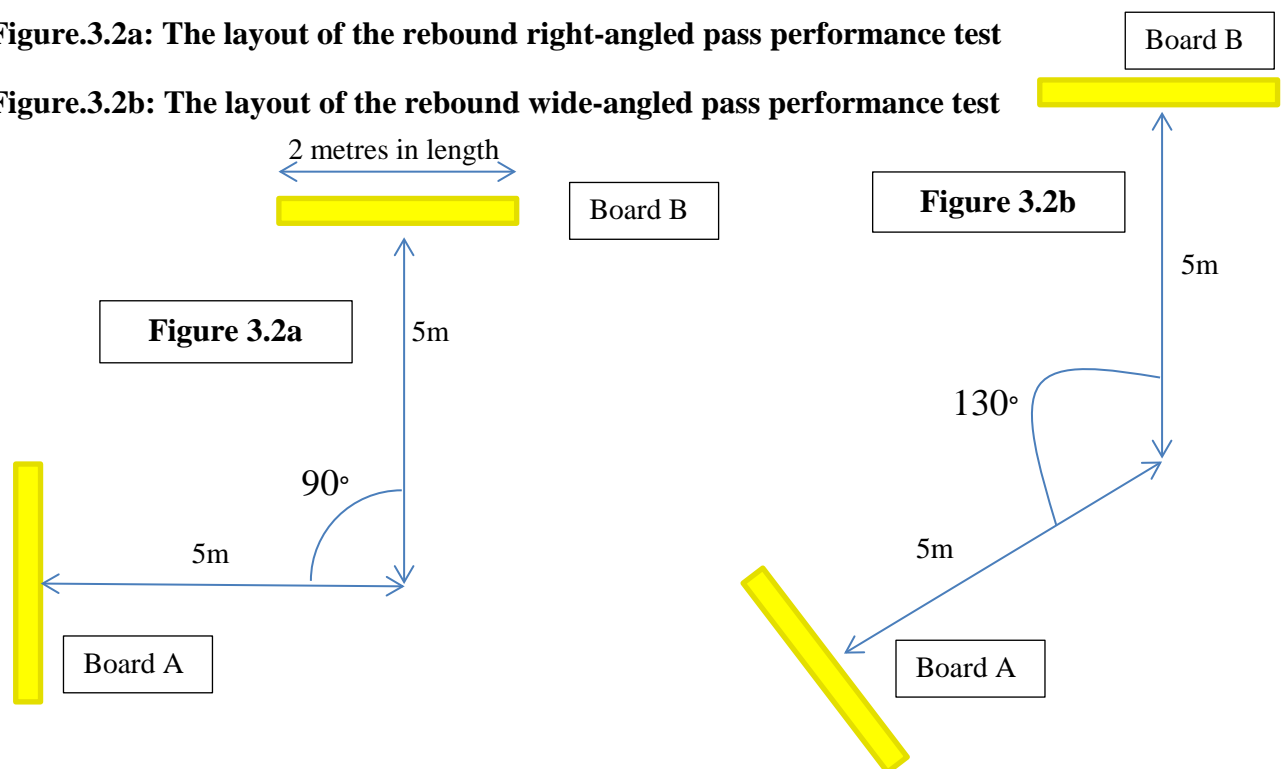 Figure.3.2a: The layout of the rebound right-angled pass performance test
Board B
Figure.3.2b: The layout of the rebound wide-angled pass performance test
2 metres in length
Board B
Figure 3.2b
5m
Figure 3.2a
5m
130°
90°
5m
5m
Board A
Board A